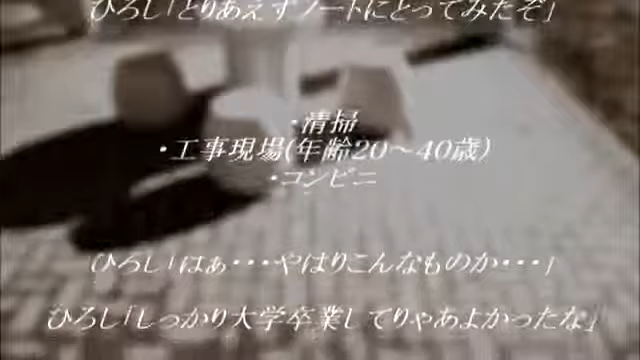 ひろし「とりあえずノートにとってみたぞ」
・清掃
・工事現場(年齢20～40歳)
・コンビニ
ひろし「はぁ・・・やはりこんなものか・・・」
ひろし「しっかり大学卒業してりゃあよかったな」